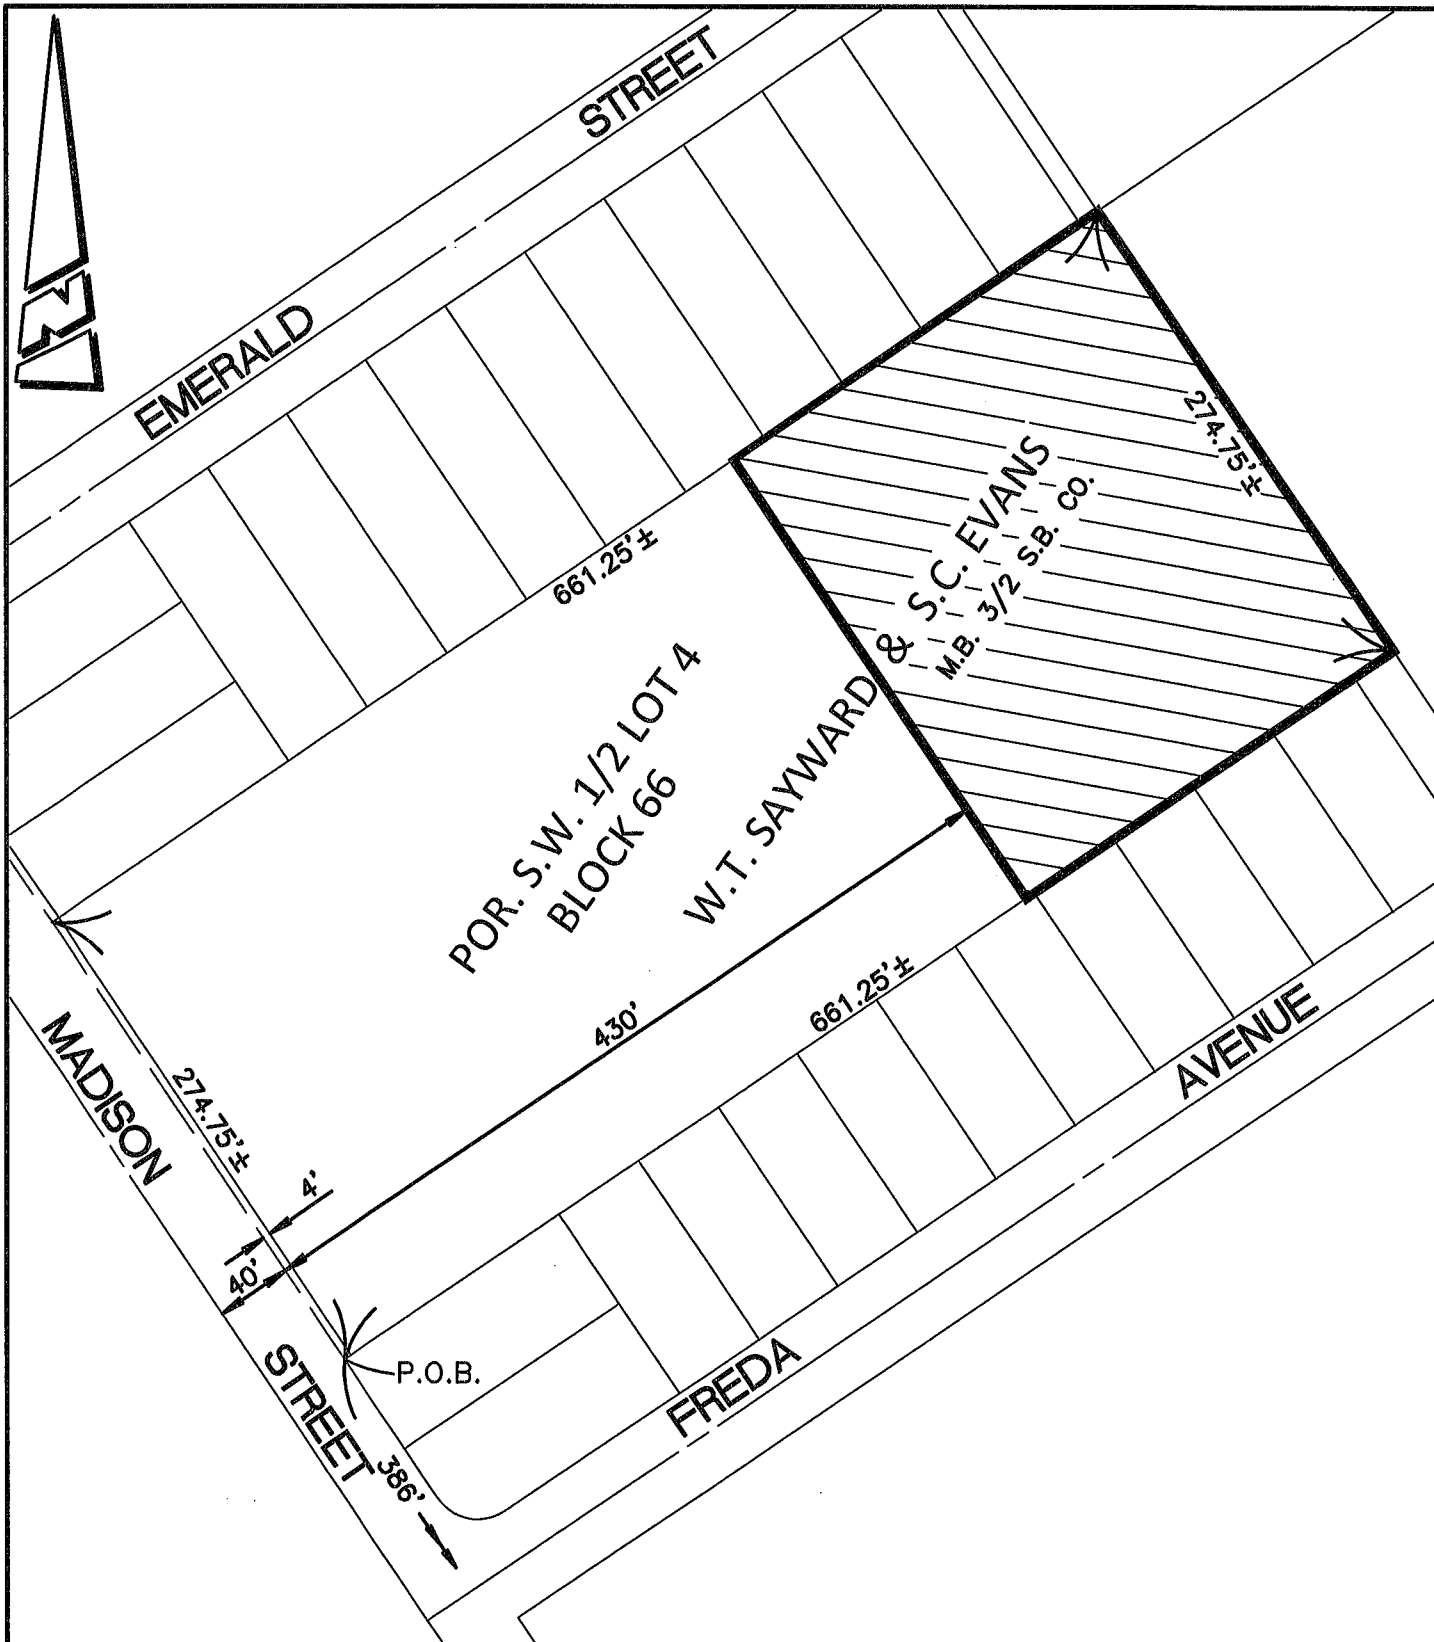 N
EMERALD STREET
661.25'±
274.75'±
POR. S.W. 1/2 LOT 4
BLOCK 66
W.T. SAYWARD & S.C. EVANS
M.B. 3/2 S.B. CO.
430'
661.25'±
274.75'±
4'
40'
MADISON STREET
P.O.B.
386'
FREDA AVENUE